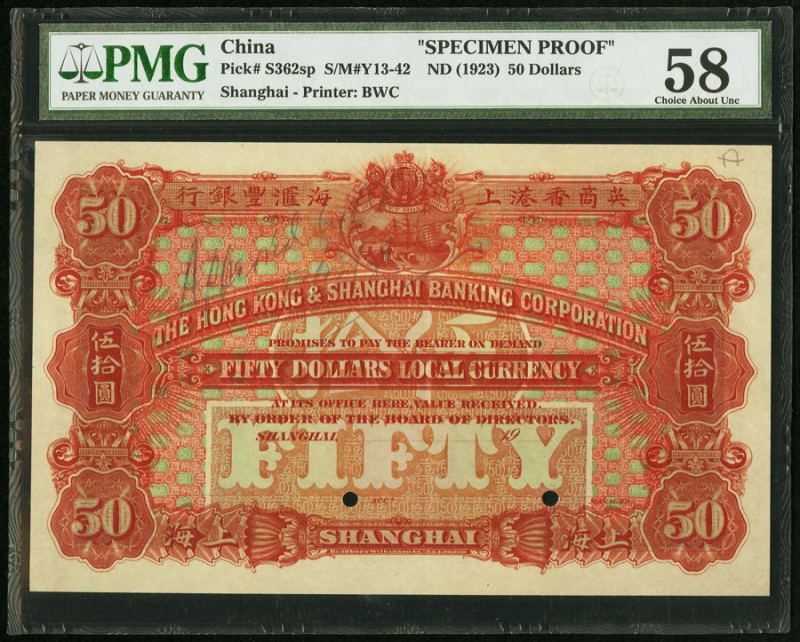 PMG
PAPER MONEY GUARANTY
China "SPECIMEN PROOF"
Pick# S362sp S/M#Y13-42 ND (1923) 50 Dollars
Shanghai - Printer: BWC
58
Choice About Unc
行銀豐滙海 上港香商英
50 50
THE HONG KONG & SHANGHAI BANKING CORPORATION
PROMISES TO PAY THE BEARER ON DEMAND
伍拾圓 FIFTY DOLLARS LOCAL CURRENCY 伍拾圓
AT ITS OFFICE HERE, VALUE RECEIVED.
BY ORDER OF THE BOARD OF DIRECTORS.
SHANGHAI 19
FIFTY
ACCT. MANAGER
50 50
海上 SHANGHAI 海上